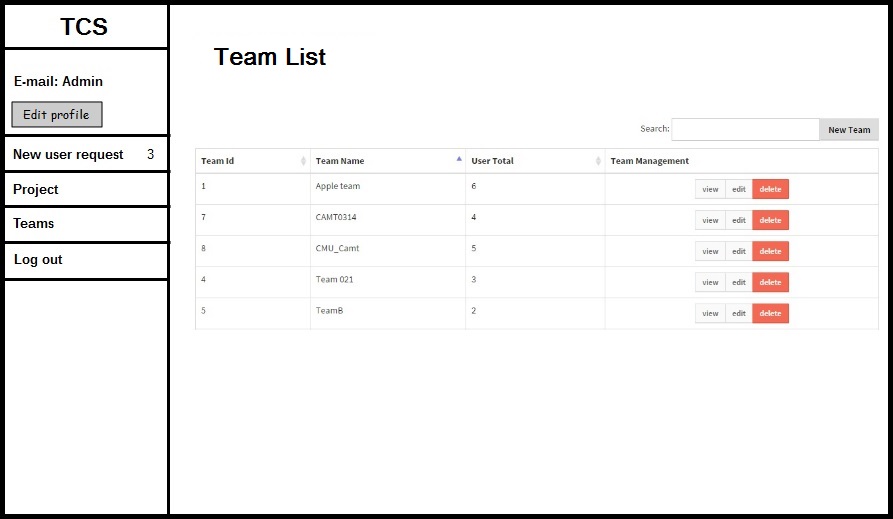 TCS
E-mail: Admin
Edit profile
New user request 3
Project
Teams
Log out
Team List
Search: New Team
Team Id Team Name User Total Team Management
1 Apple team 6 view edit delete
7 CAMT0314 4 view edit delete
8 CMU_Camt 5 view edit delete
4 Team 021 3 view edit delete
5 TeamB 2 view edit delete